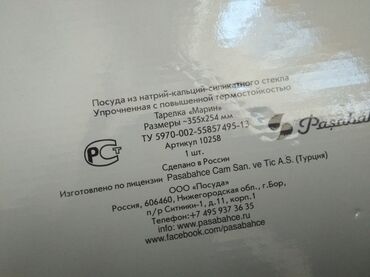 Посуда из натрий-кальций-силикатного стекла
Упрочненная с повышенной термостойкостью
Тарелка «Марин»
Размеры ~355x254 мм
ТУ 5970-002-55857495-13
Артикул 10258
1 шт.
Сделано в России
Изготовлено по лицензии Pasabahce Cam San. ve Tic A.S. (Турция)
ООО «Посуда»
Россия, 606460, Нижегородская обл., г.Бор,
п/р Ситники-1, д.11, корп.1
Телефон:+7 495 937 36 35
info: www.pasabahce.ru
www.facebook.com/pasabahce
РСТ
Paşabahçe